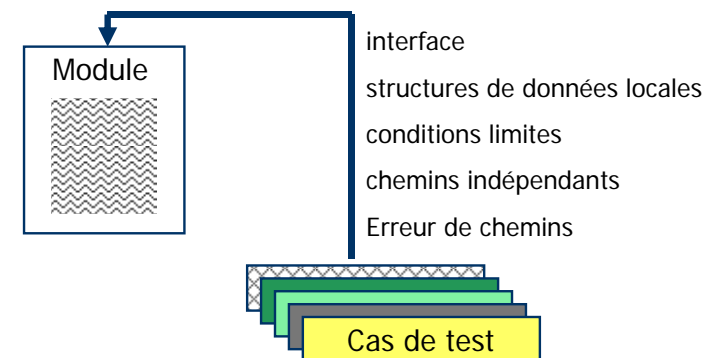 Module
interface
structures de données locales
conditions limites
chemins indépendants
Erreur de chemins
Cas de test